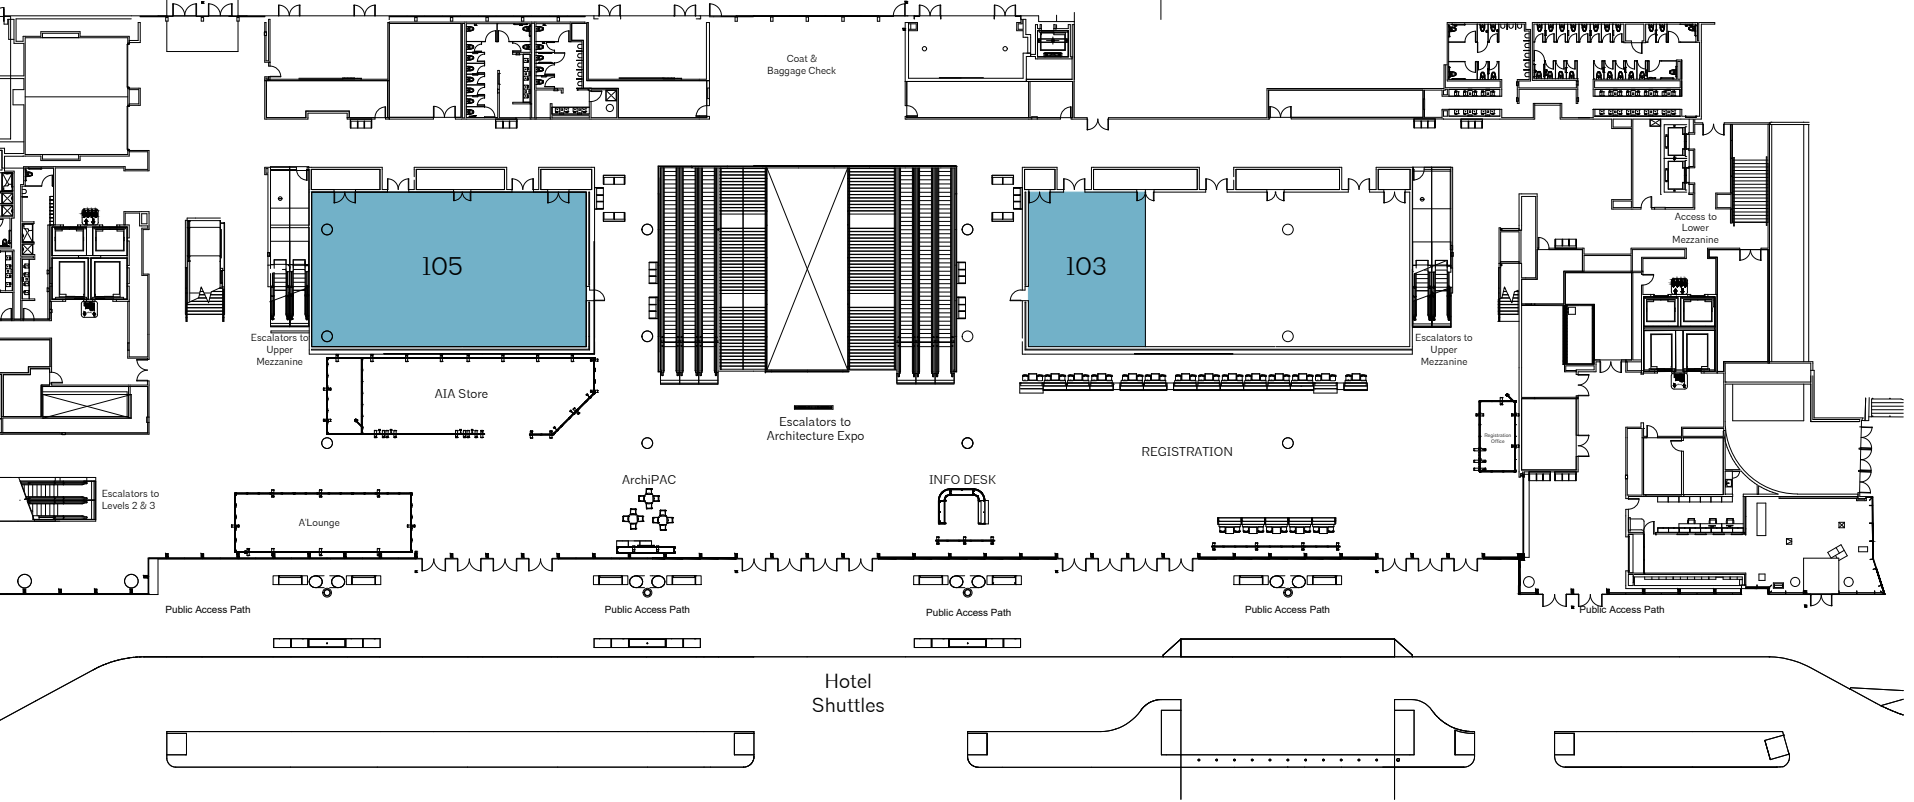 Coat &
Baggage Check
Access to
Lower
Mezzanine
105
103
Escalators to
Upper
Mezzanine
Escalators to
Upper
Mezzanine
AIA Store
Escalators to
Architecture Expo
Registration
Office
REGISTRATION
ArchiPAC
INFO DESK
Escalators to
Levels 2 & 3
A'Lounge
Public Access Path
Public Access Path
Public Access Path
Public Access Path
Public Access Path
Hotel
Shuttles